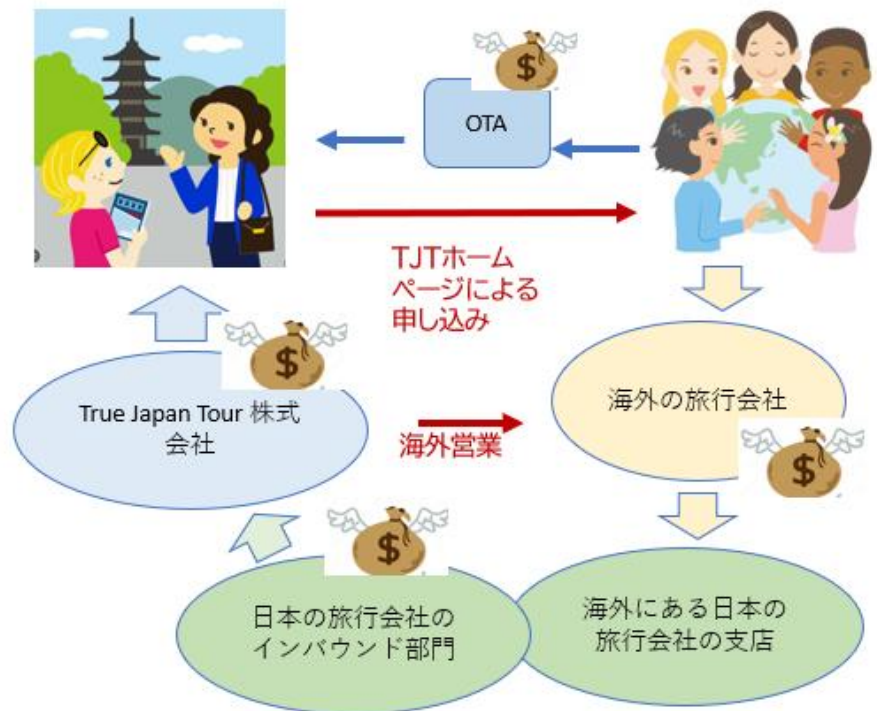 OTA
TJTホーム
ページによる
申し込み
True Japan Tour 株式
会社
海外営業
海外の旅行会社
日本の旅行会社の
インバウンド部門
海外にある日本の
旅行会社の支店